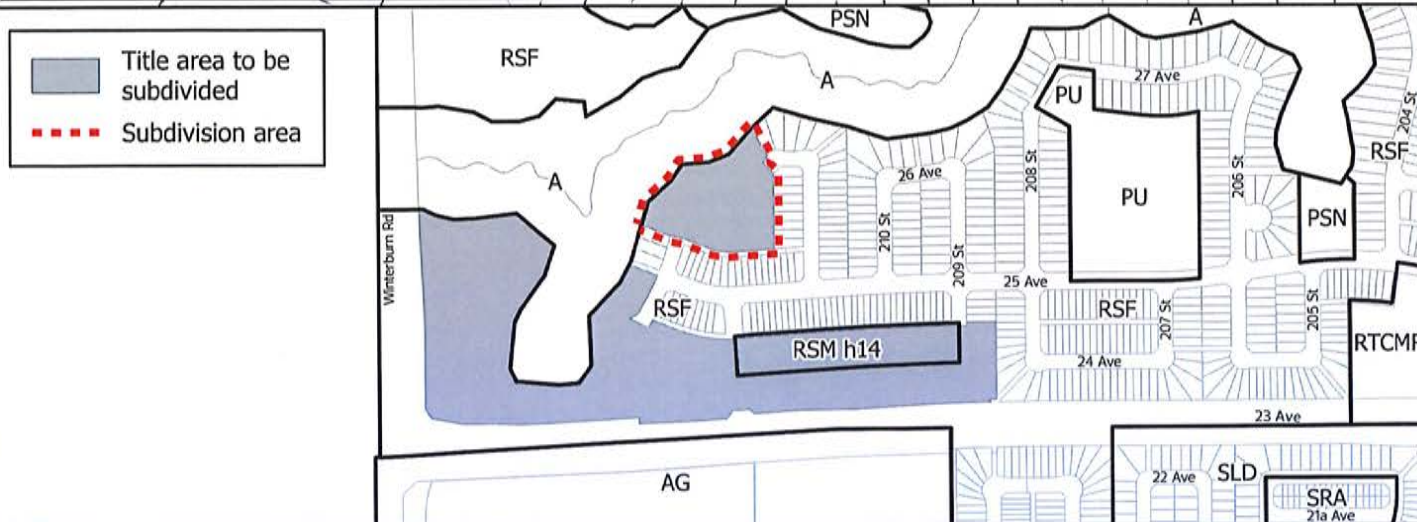 Title area to be
subdivided
Subdivision area
PSN
A
RSF
A
27 Ave
PU
204 St
RSF
A
26 Ave
208 St
206 St
PU
PSN
210 St
209 St
Winterburn Rd
25 Ave
RSF
RSF
207 St
205 St
RSM h14
RTCMF
24 Ave
23 Ave
AG
22 Ave
SLD
SRA
21a Ave